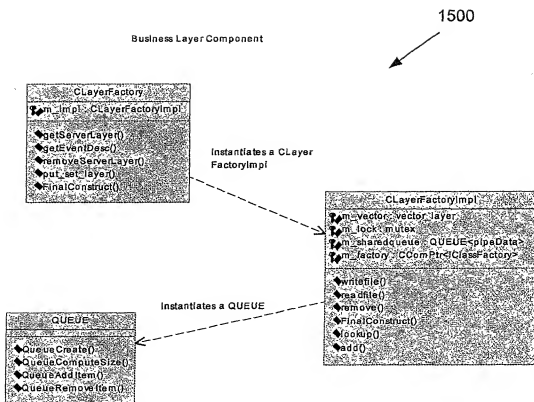 1500
Business Layer Component
CLayerFactory
m_Impl : CLayerFactoryImpl
getServerLayer()
getEventDesc()
removeServerLayer()
put_set_layer()
FinalConstruct()
Instantiates a CLayer
FactoryImpl
CLayerFactoryImpl
m_vector : vector layer
m_lock : mutex
m_sharedqueue : QUEUE<pipeData>
m_factory : CComPtr<IClassFactory>
writefile()
readfile()
remove()
FinalConstruct()
lookup()
add()
Instantiates a QUEUE
QUEUE
QueueCreate()
QueueComputeSize()
QueueAddItem()
QueueRemoveItem()